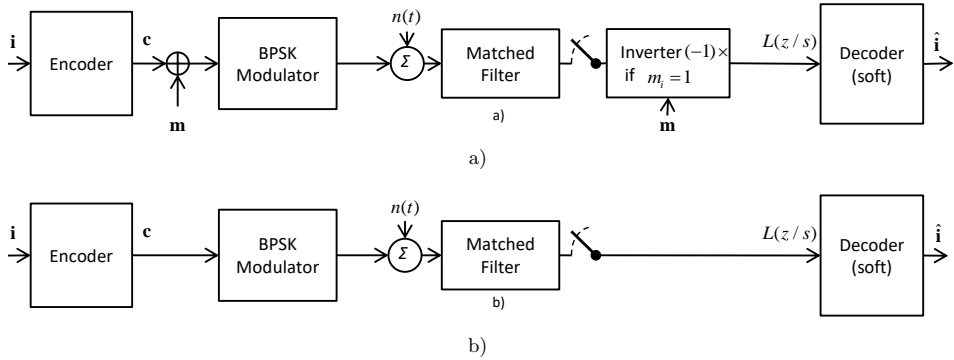 i
Encoder
c
m
BPSK
Modulator
n(t)
Σ
Matched
Filter
a)
Inverter (-1)×
if m_i = 1
m
L(z / s)
Decoder
(soft)
î
a)
i
Encoder
c
BPSK
Modulator
n(t)
Σ
Matched
Filter
b)
L(z / s)
Decoder
(soft)
î
b)